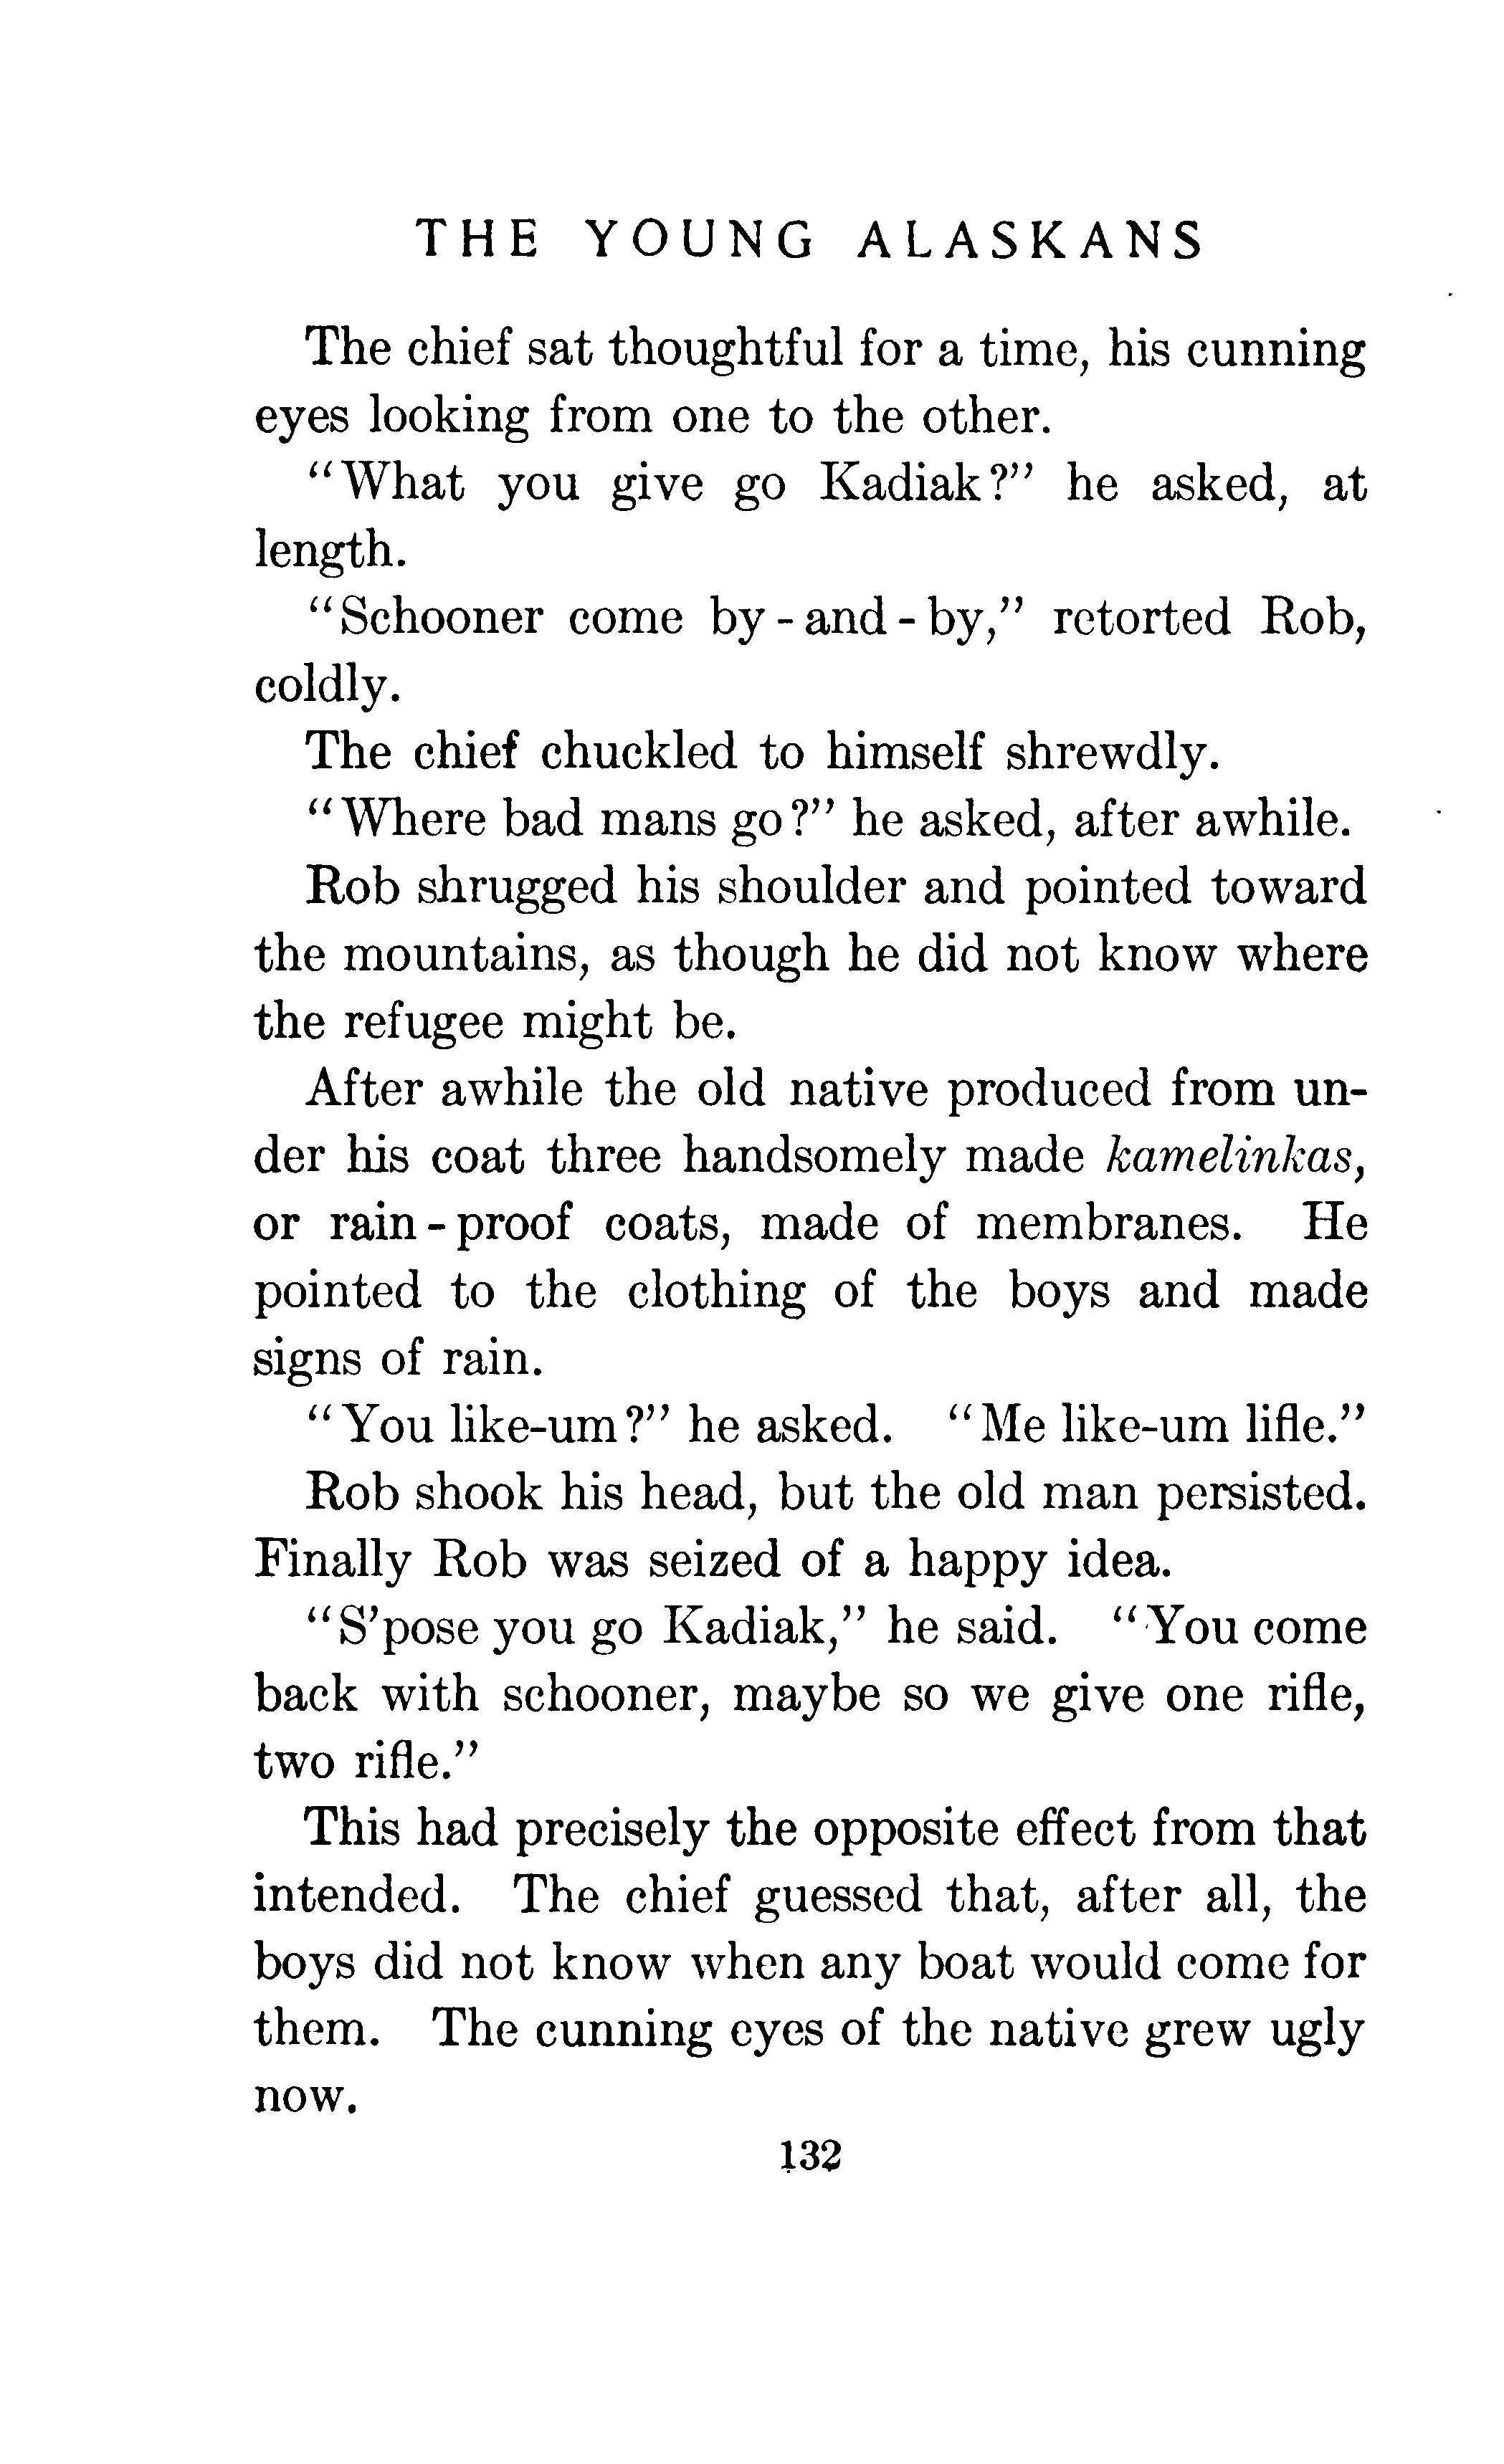 THE YOUNG ALASKANS
The chief sat thoughtful for a time, his cunning
eyes looking from one to the other.
"What you give go Kadiak?" he asked, at
length.
"Schooner come by-and-by," retorted Rob,
coldly.
The chief chuckled to himself shrewdly.
"Where bad mans go?" he asked, after awhile.
Rob shrugged his shoulder and pointed toward
the mountains, as though he did not know where
the refugee might be.
After awhile the old native produced from un-
der his coat three handsomely made kamelinkas,
or rain-proof coats, made of membranes. He
pointed to the clothing of the boys and made
signs of rain.
"You like-um?" he asked. "Me like-um lifle."
Rob shook his head, but the old man persisted.
Finally Rob was seized of a happy idea.
"S'pose you go Kadiak," he said. "You come
back with schooner, maybe so we give one rifle,
two rifle."
This had precisely the opposite effect from that
intended. The chief guessed that, after all, the
boys did not know when any boat would come for
them. The cunning eyes of the native grew ugly
now.
132